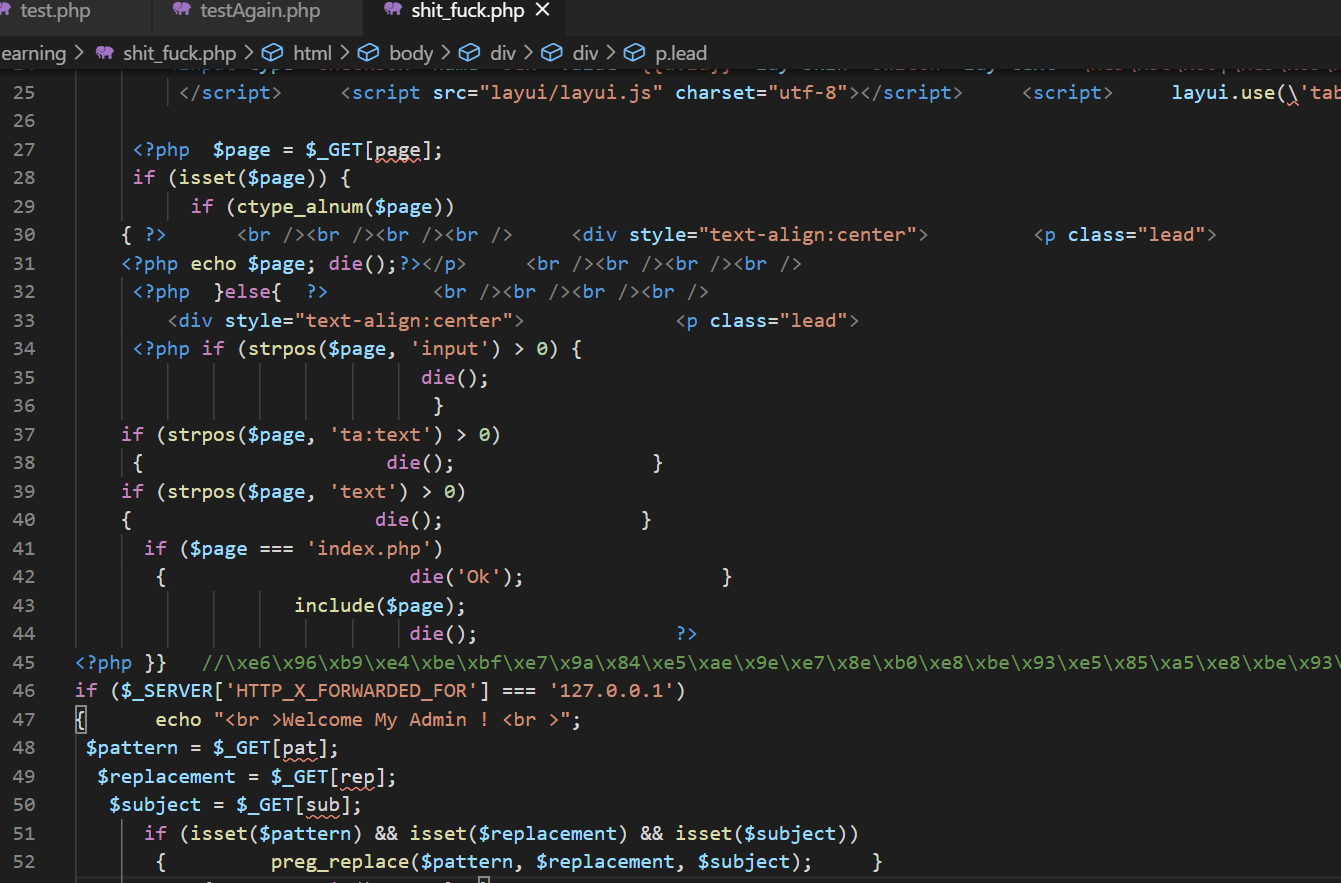 test.php testAgain.php shit_fuck.php ×
earning > shit_fuck.php > html > body > div > div > p.lead
25 </script> <script src="layui/layui.js" charset="utf-8"></script> <script> layui.use(\'tab
26
27 <?php $page = $_GET[page];
28 if (isset($page)) {
29 if (ctype_alnum($page))
30 { ?> <br /><br /><br /><br /> <div style="text-align:center"> <p class="lead">
31 <?php echo $page; die();?></p> <br /><br /><br /><br />
32 <?php }else{ ?> <br /><br /><br /><br />
33 <div style="text-align:center"> <p class="lead">
34 <?php if (strpos($page, 'input') > 0) {
35 die();
36 }
37 if (strpos($page, 'ta:text') > 0)
38 { die(); }
39 if (strpos($page, 'text') > 0)
40 { die(); }
41 if ($page === 'index.php')
42 { die('Ok'); }
43 include($page);
44 die(); ?>
45 <?php }} //\xe6\x96\xb9\xe4\xbe\xbf\xe7\x9a\x84\xe5\xae\x9e\xe7\x8e\xb0\xe8\xbe\x93\xe5\x85\xa5\xe8\xbe\x93\
46 if ($_SERVER['HTTP_X_FORWARDED_FOR'] === '127.0.0.1')
47 { echo "<br >Welcome My Admin ! <br >";
48 $pattern = $_GET[pat];
49 $replacement = $_GET[rep];
50 $subject = $_GET[sub];
51 if (isset($pattern) && isset($replacement) && isset($subject))
52 { preg_replace($pattern, $replacement, $subject); }